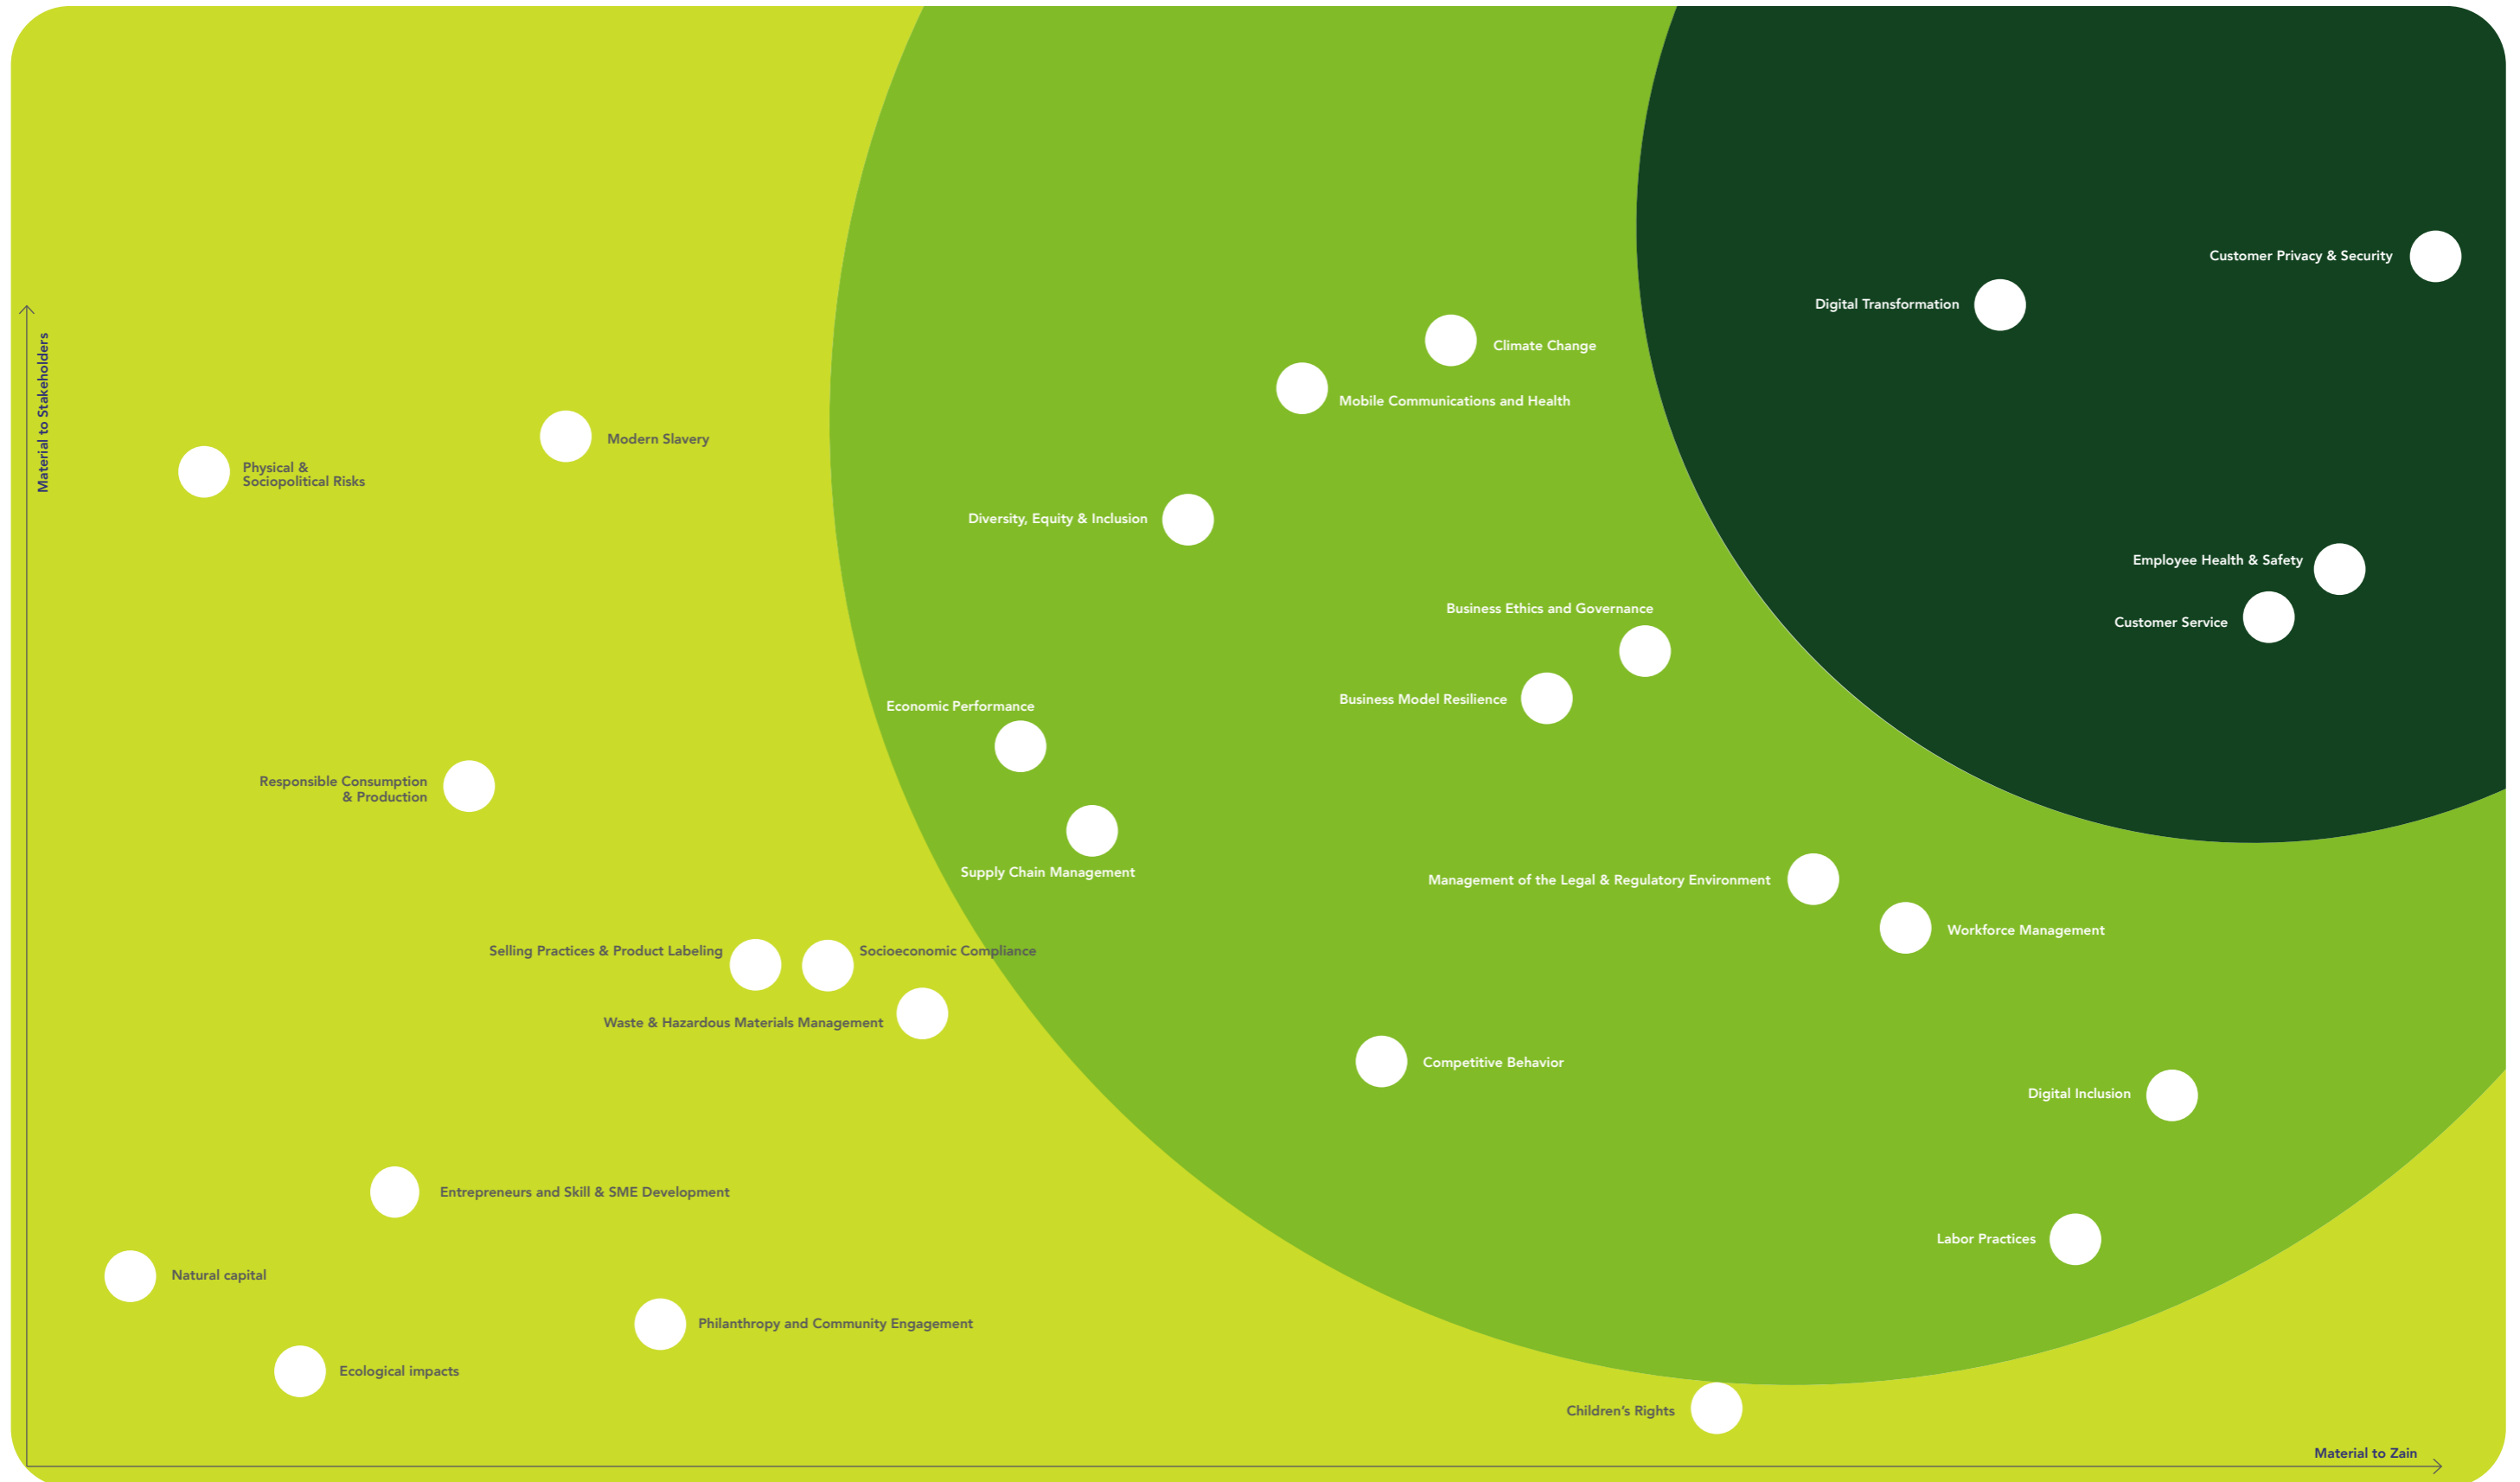 Customer Privacy & Security
Digital Transformation
Climate Change
Mobile Communications and Health
Material to Stakeholders
Modern Slavery
Physical &
Sociopolitical Risks
Diversity, Equity & Inclusion
Employee Health & Safety
Business Ethics and Governance
Customer Service
Business Model Resilience
Economic Performance
Responsible Consumption
& Production
Supply Chain Management
Management of the Legal & Regulatory Environment
Workforce Management
Selling Practices & Product Labeling
Socioeconomic Compliance
Waste & Hazardous Materials Management
Competitive Behavior
Digital Inclusion
Entrepreneurs and Skill & SME Development
Labor Practices
Natural capital
Philanthropy and Community Engagement
Ecological impacts
Children’s Rights
Material to Zain